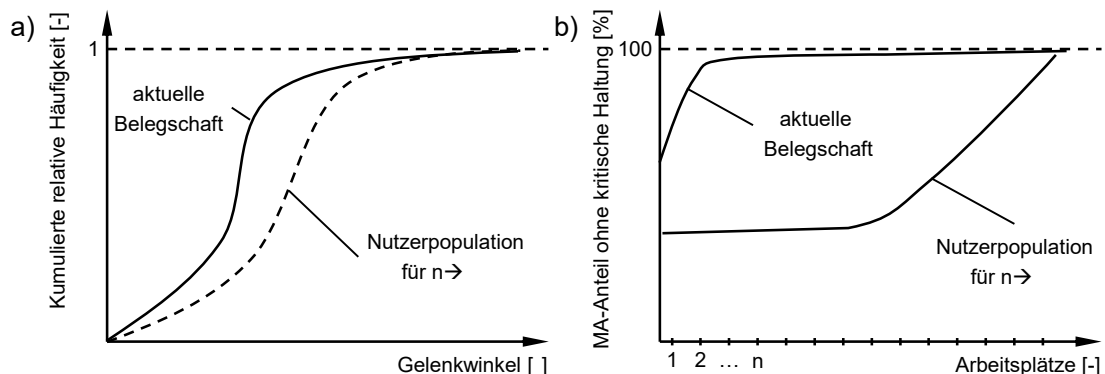 a)
Kumulierte relative Häufigkeit [-]
1
aktuelle
Belegschaft
Nutzerpopulation
für n→
Gelenkwinkel [ ]
b)
MA-Anteil ohne kritische Haltung [%]
100
aktuelle
Belegschaft
Nutzerpopulation
für n→
1 2 … n
Arbeitsplätze [-]